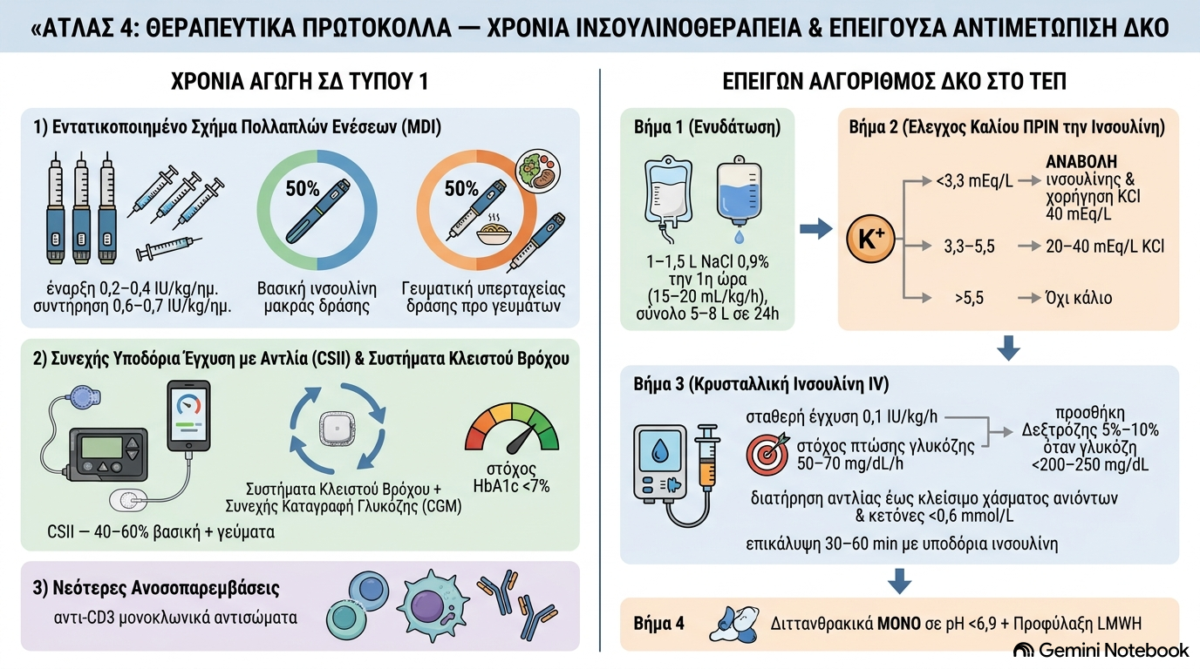 «ΑΤΛΑΣ 4: ΘΕΡΑΠΕΥΤΙΚΑ ΠΡΩΤΟΚΟΛΛΑ — ΧΡΟΝΙΑ ΙΝΣΟΥΛΙΝΟΘΕΡΑΠΕΙΑ & ΕΠΕΙΓΟΥΣΑ ΑΝΤΙΜΕΤΩΠΙΣΗ ΔΚΟ
ΧΡΟΝΙΑ ΑΓΩΓΗ ΣΔ ΤΥΠΟΥ 1
1) Εντατικοποιημένο Σχήμα Πολλαπλών Ενέσεων (MDI)
έναρξη 0,2–0,4 IU/kg/ημ.
συντήρηση 0,6–0,7 IU/kg/ημ.
50%
Βασική ινσουλίνη
μακράς δράσης
50%
Γευματική υπερταχείας
δράσης προ γευμάτων
2) Συνεχής Υποδόρια Έγχυση με Αντλία (CSII) & Συστήματα Κλειστού Βρόχου
Συστήματα Κλειστού Βρόχου +
Συνεχής Καταγραφή Γλυκόζης (CGM)
στόχος
HbA1c <7%
CSII — 40–60% βασική + γεύματα
3) Νεότερες Ανοσοπαρεμβάσεις
αντι-CD3 μονοκλωνικά αντισώματα
ΕΠΕΙΓΩΝ ΑΛΓΟΡΙΘΜΟΣ ΔΚΟ ΣΤΟ ΤΕΠ
Βήμα 1 (Ενυδάτωση)
1–1,5 L NaCl 0,9%
την 1η ώρα
(15–20 mL/kg/h),
σύνολο 5–8 L σε 24h
Βήμα 2 (Έλεγχος Καλίου ΠΡΙΝ την Ινσουλίνη)
K+
<3,3 mEq/L
ΑΝΑΒΟΛΗ
ινσουλίνης &
χορήγηση KCl
40 mEq/L
3,3–5,5
20–40 mEq/L KCl
>5,5
Όχι κάλιο
Βήμα 3 (Κρυσταλλική Ινσουλίνη IV)
σταθερή έγχυση 0,1 IU/kg/h
στόχος πτώσης γλυκόζης
50–70 mg/dL/h
προσθήκη
Δεξτρόζης 5%–10%
όταν γλυκόζη
<200–250 mg/dL
διατήρηση αντλίας έως κλείσιμο χάσματος ανιόντων
& κετόνες <0,6 mmol/L
επικάλυψη 30–60 min με υποδόρια ινσουλίνη
Βήμα 4
Διττανθρακικά ΜΟΝΟ σε pH <6,9 + Προφύλαξη LMWH
Gemini Notebook